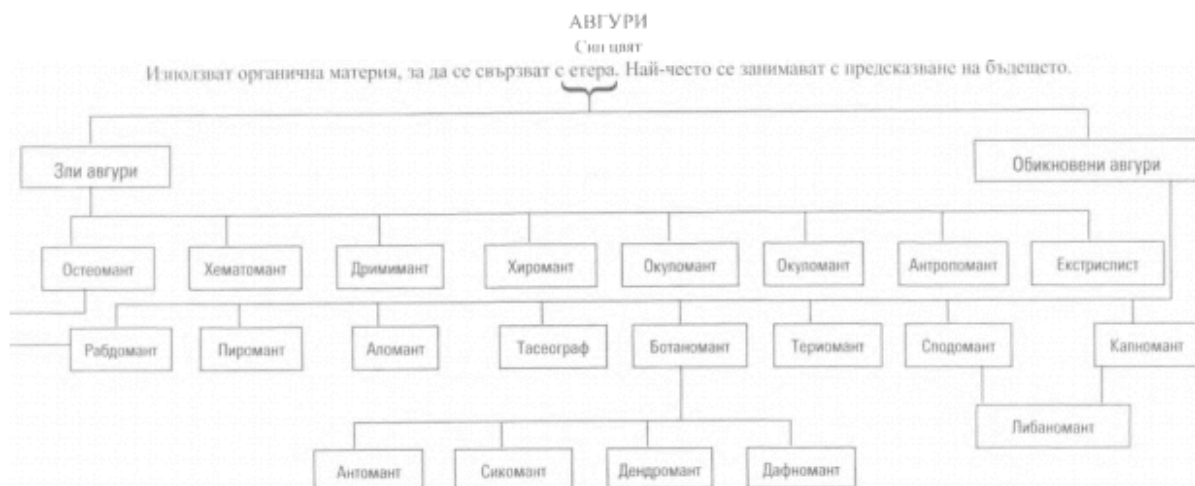 АВГУРИ
Син цвят
Използват органична материя, за да се свързват с етера. Най-често се занимават с предсказване на бъдещето.
Зли авгури
Обикновени авгури
Остеомант Хематомант Дримимант Хиромант Окуломант Окуломант Антропомант Екстриспист
Рабдомант Пиромант Аломант Тасеограф Ботаномант Териомант Сподомант Капномант
Либаномант
Антомант Сикомант Дендромант Дафномант